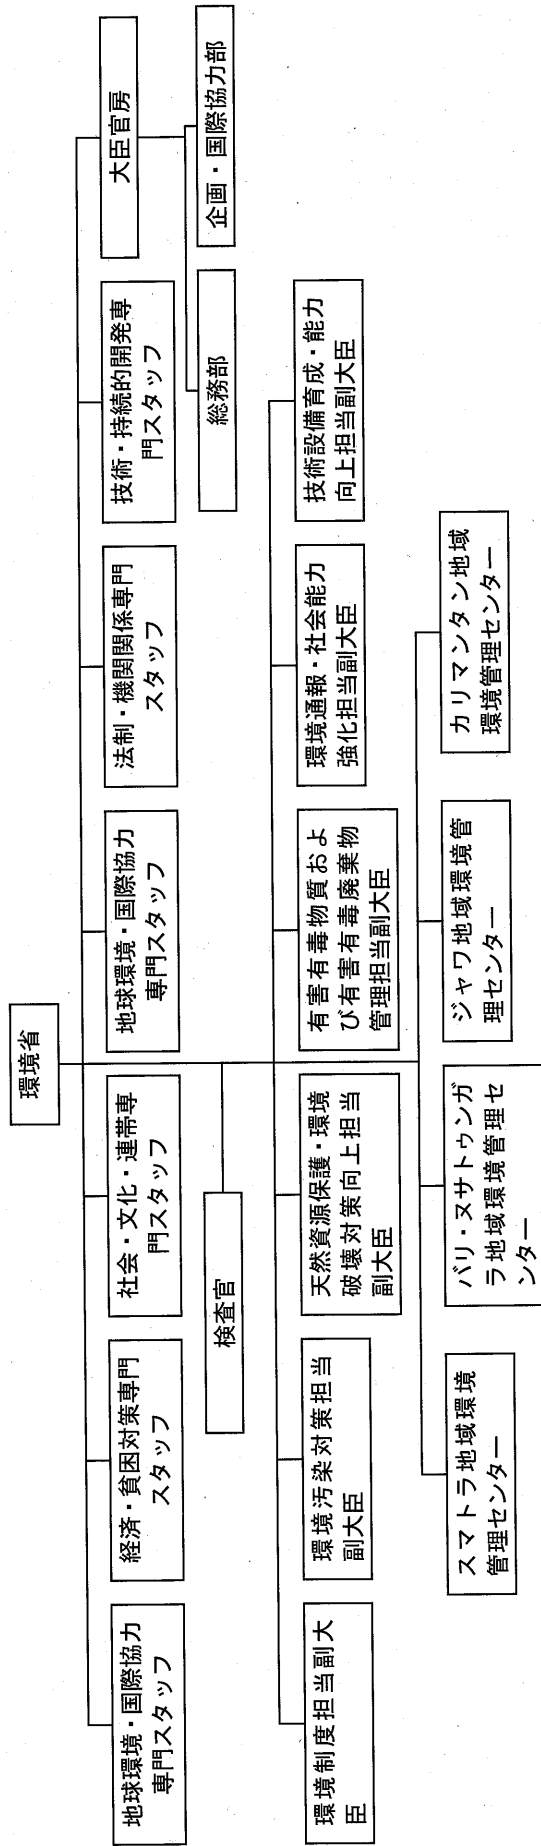 環境省
地球環境・国際協力
専門スタッフ
経済・貧困対策専門
スタッフ
社会・文化・連帯専
門スタッフ
地球環境・国際協力
専門スタッフ
法制・機関関係専門
スタッフ
技術・持続的開発専
門スタッフ
大臣官房
検査官
総務部
企画・国際協力部
環境制度担当副大
臣
環境汚染対策担当
副大臣
天然資源保護・環境
破壊対策向上担当
副大臣
有害有毒物質およ
び有害有毒廃棄物
管理担当副大臣
環境通報・社会能力
強化担当副大臣
技術設備育成・能力
向上担当副大臣
スマトラ地域環境
管理センター
バリ・ヌサトゥンガ
ラ地域環境管理セ
ンター
ジャワ地域環境管
理センター
カリマンタン地域
環境管理センター